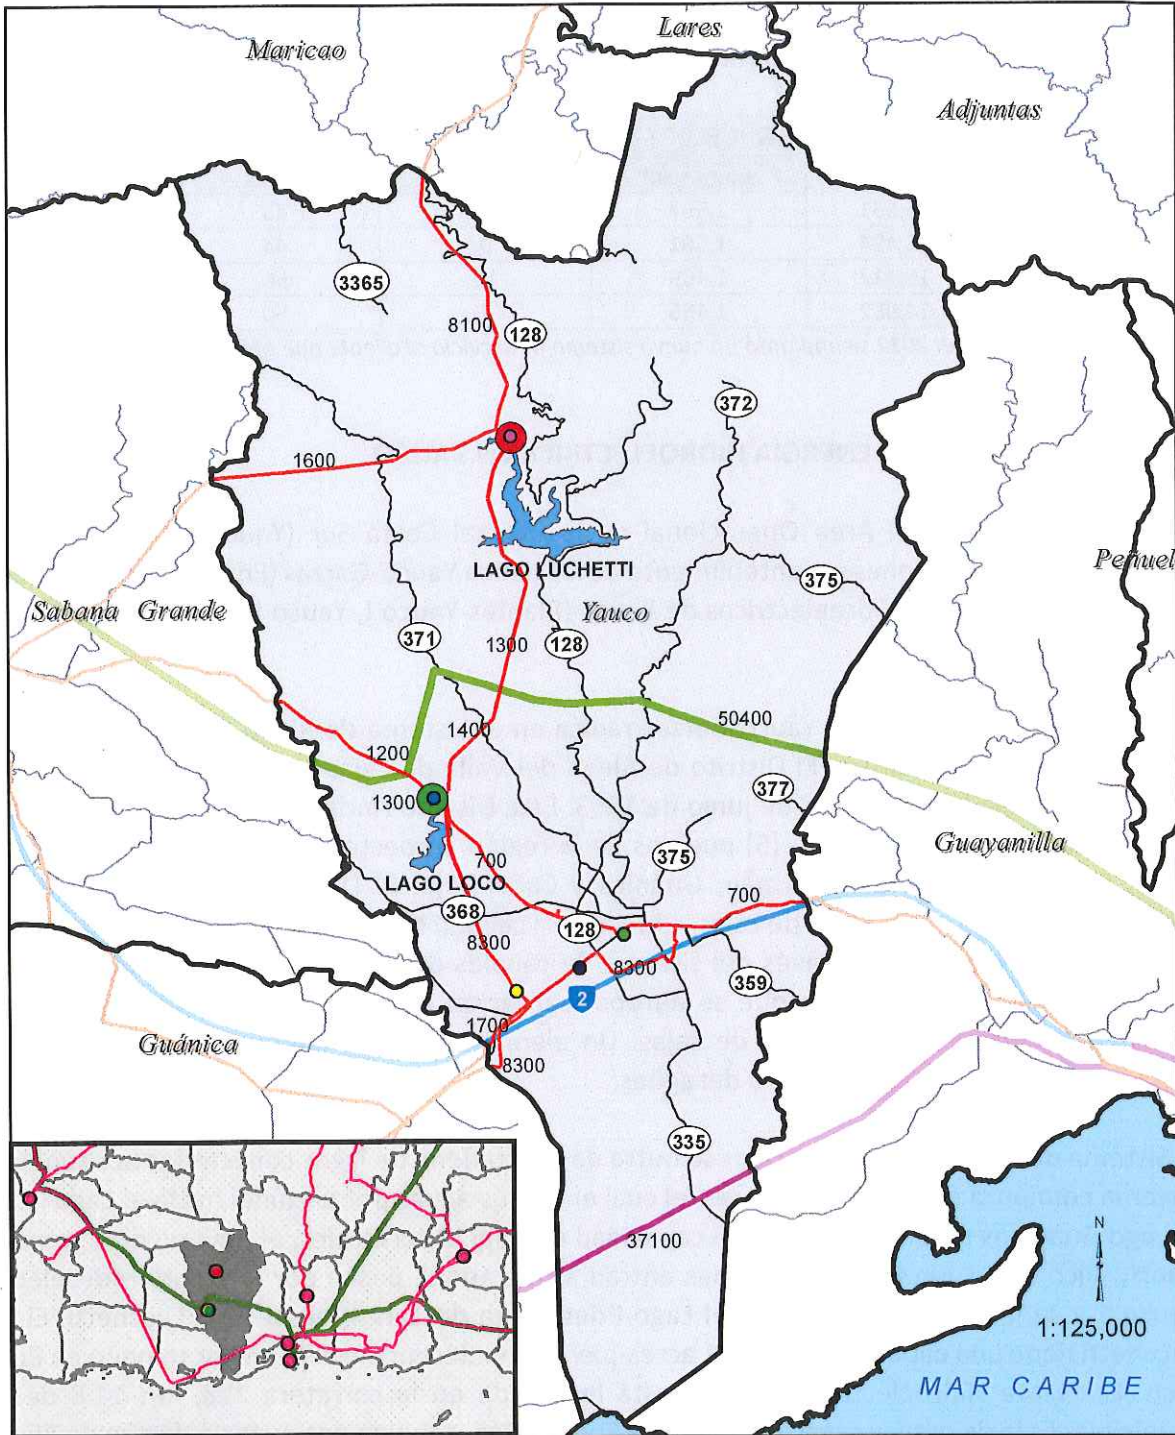 Lares
Maricao
Adjuntas
3365
8100
128
372
1600
LAGO LUCHETTI
375
Peñuel
Sabana Grande
Yauco
371
1300
128
1400
50400
1200
377
1300
Guayanilla
375
700
LAGO LOCO
700
368
128
8300
8300
359
2
1700
Guánica
8300
335
37100
N
1:125,000
MAR CARIBE